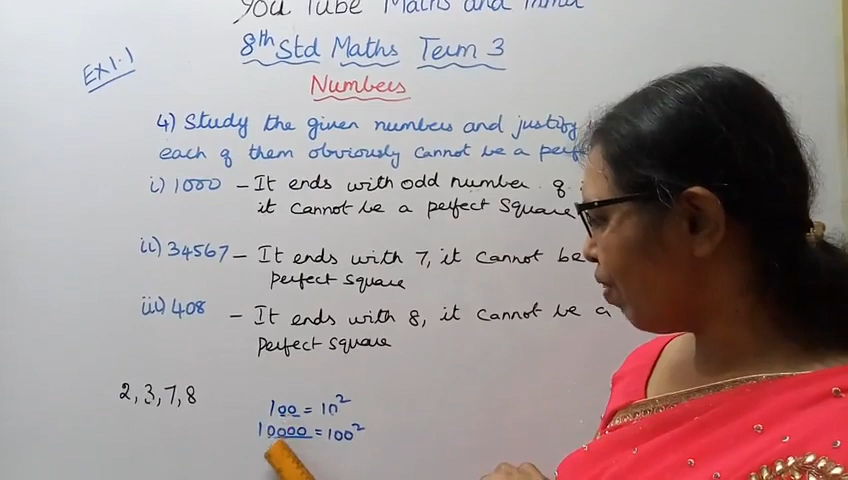 You Tube Maths and
8th Std Maths Term 3
Ex 1.1
Numbers
4) Study the given numbers and justify
each of them obviously cannot be a
i) 1000 - It ends with odd number of
it cannot be a perfect square
ii) 34567 - It ends with 7, it cannot be
perfect square
iii) 408 - It ends with 8, it cannot be a
perfect square
2, 3, 7, 8
100 = 10²
10000 = 100²